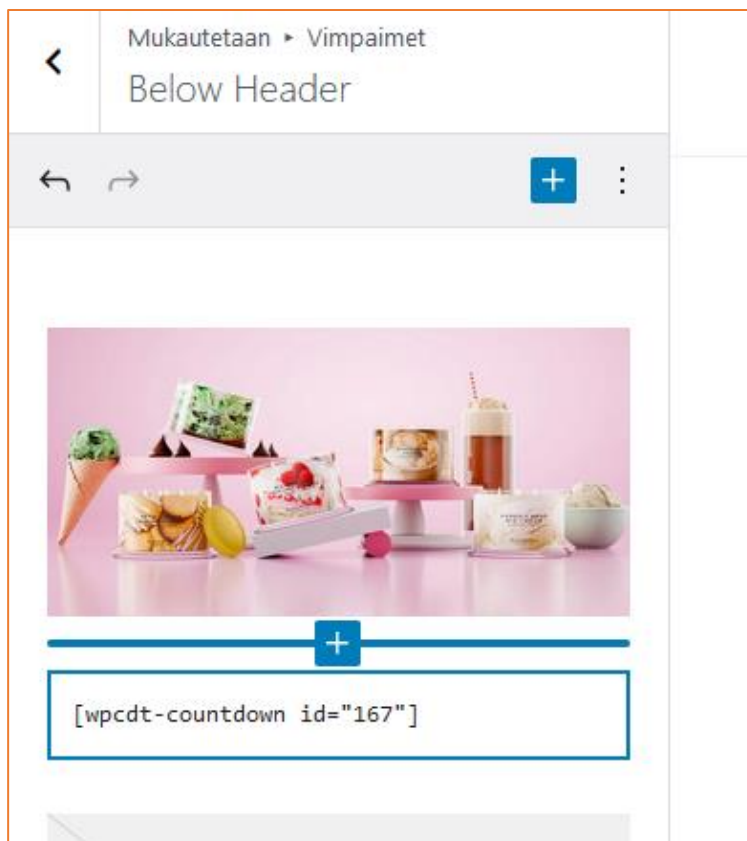 Mukautetaan ▸ Vimpaimet
Below Header
[wpcdt-countdown id="167"]